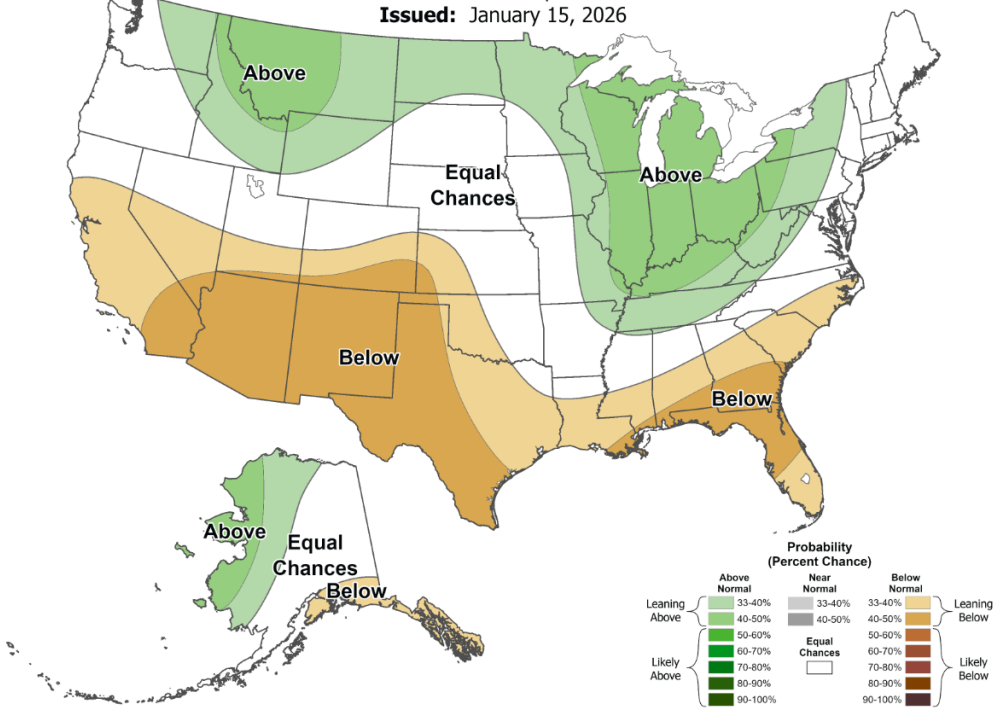 Issued: January 15, 2026
Above
Equal
Chances
Above
Below
Below
Above
Equal
Chances
Below
Probability
(Percent Chance)
Above
Normal
Near
Normal
Below
Normal
Leaning
Above
33-40%
40-50%
50-60%
60-70%
70-80%
80-90%
90-100%
Likely
Above
33-40%
40-50%
Equal
Chances
33-40%
40-50%
50-60%
60-70%
70-80%
80-90%
90-100%
Leaning
Below
Likely
Below